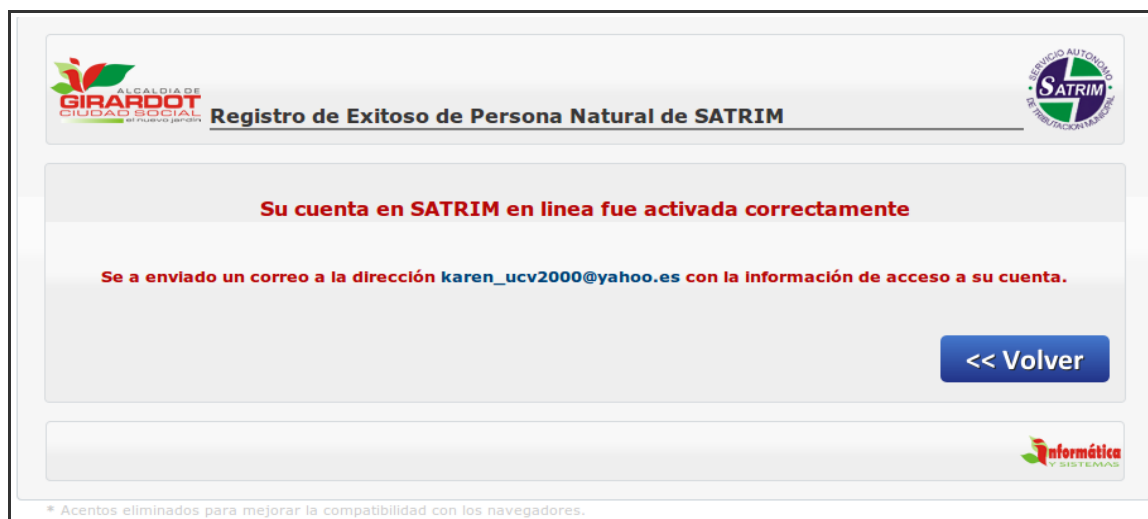 ALCALDIA DE
GIRARDOT
CIUDAD SOCIAL
el nuevo jardín
Registro de Exitoso de Persona Natural de SATRIM
SERVICIO AUTONOMO
SATRIM
DE TRIBUTACION MUNICIPAL
Su cuenta en SATRIM en linea fue activada correctamente
Se a enviado un correo a la dirección karen_ucv2000@yahoo.es con la información de acceso a su cuenta.
<< Volver
Informática
Y SISTEMAS
* Acentos eliminados para mejorar la compatibilidad con los navegadores.